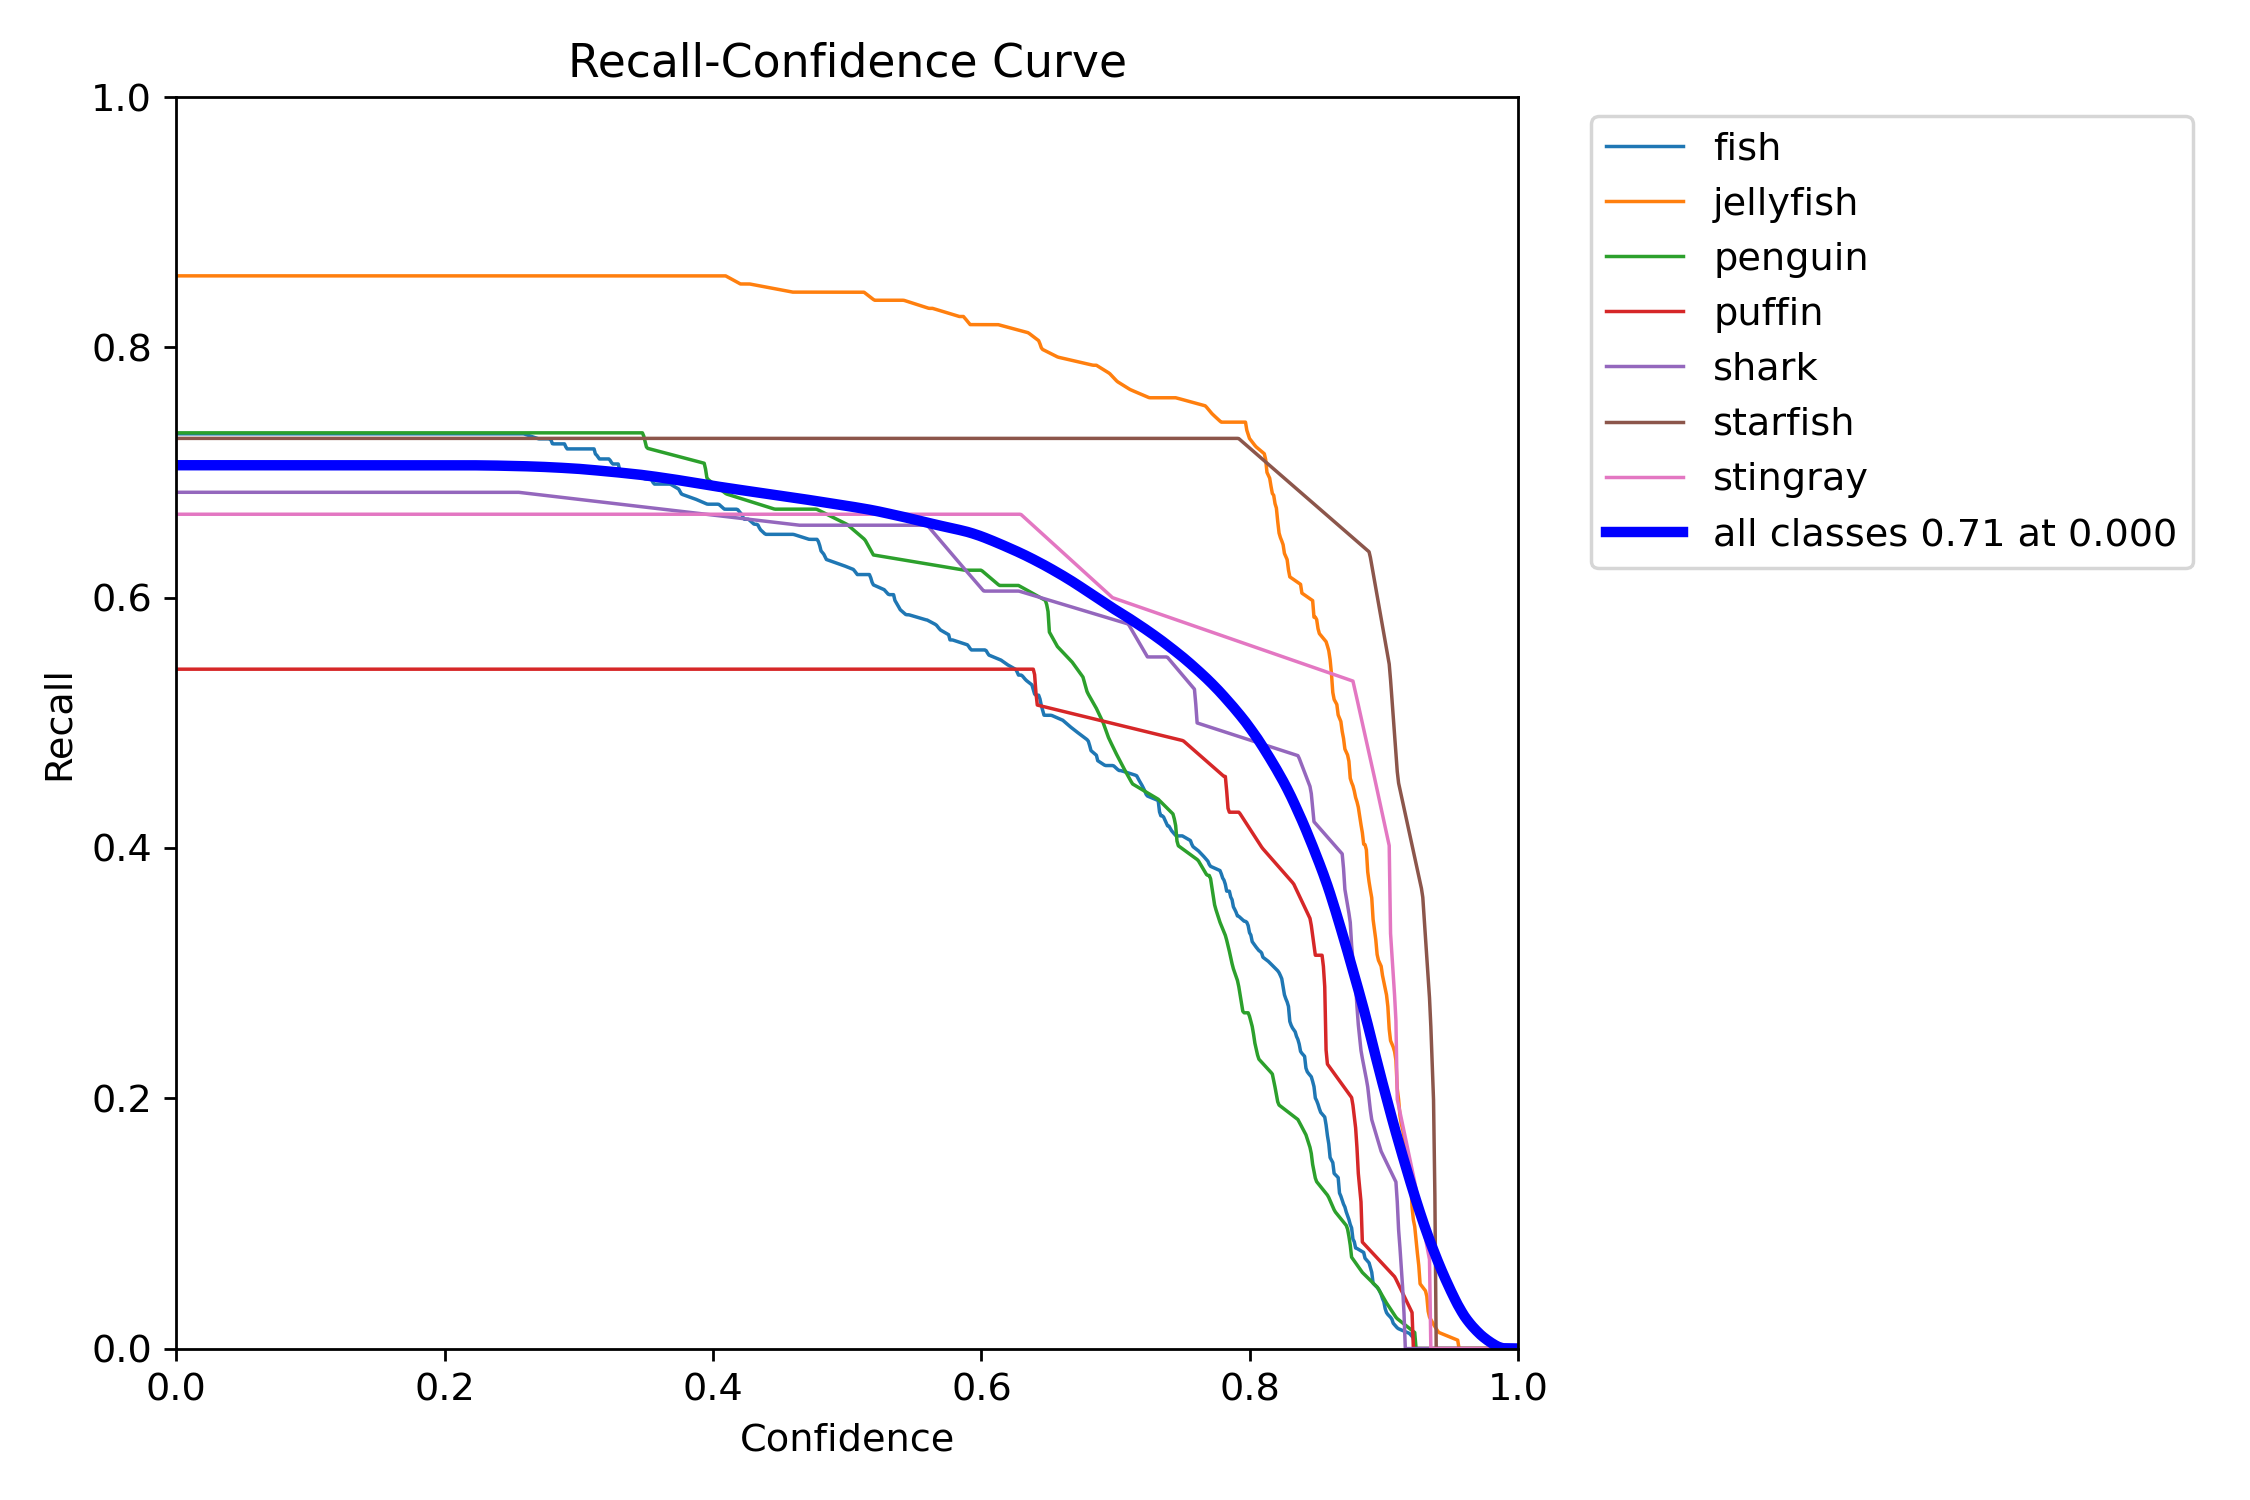 Recall-Confidence Curve
1.0
0.8
0.6
0.4
0.2
0.0
Recall
0.0 0.2 0.4 0.6 0.8 1.0
Confidence
fish
jellyfish
penguin
puffin
shark
starfish
stingray
all classes 0.71 at 0.000